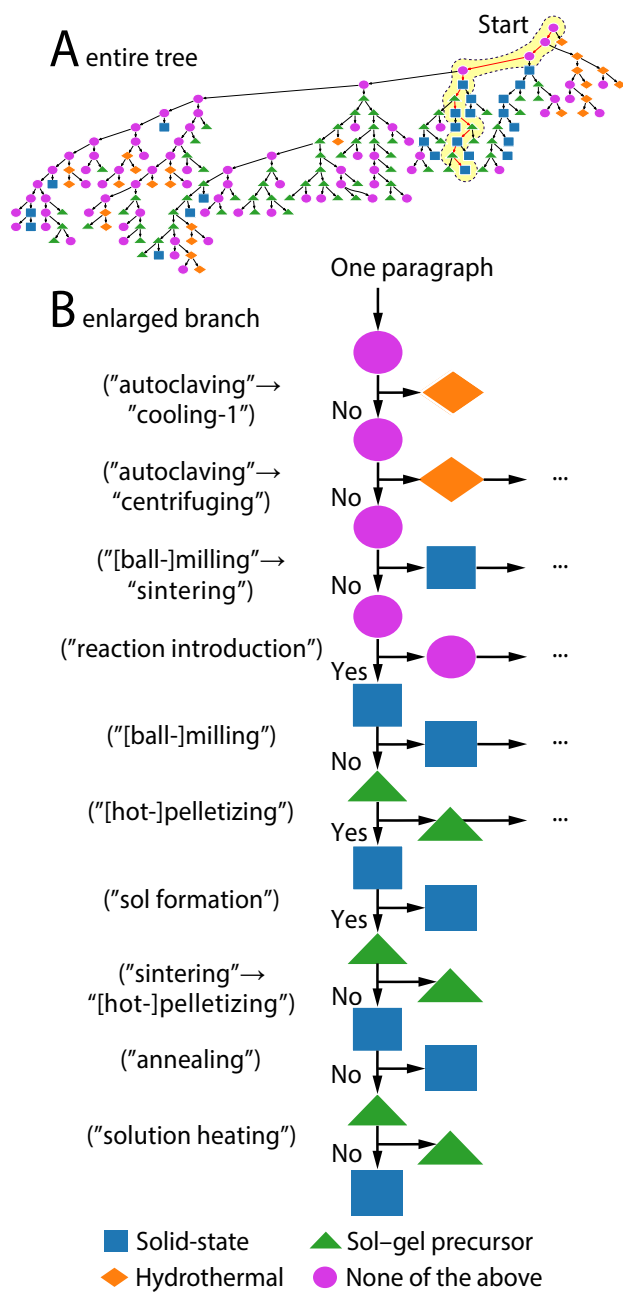 Start
A entire tree
One paragraph
B enlarged branch
("autoclaving"→
"cooling-1")
No
("autoclaving"→
"centrifuging")
No
...
("[ball-]milling"→
"sintering")
No
...
("reaction introduction")
Yes
...
("[ball-]milling")
No
...
("[hot-]pelletizing")
Yes
...
("sol formation")
Yes
("sintering"→
"[hot-]pelletizing")
No
("annealing")
No
("solution heating")
No
Solid-state
Sol–gel precursor
Hydrothermal
None of the above